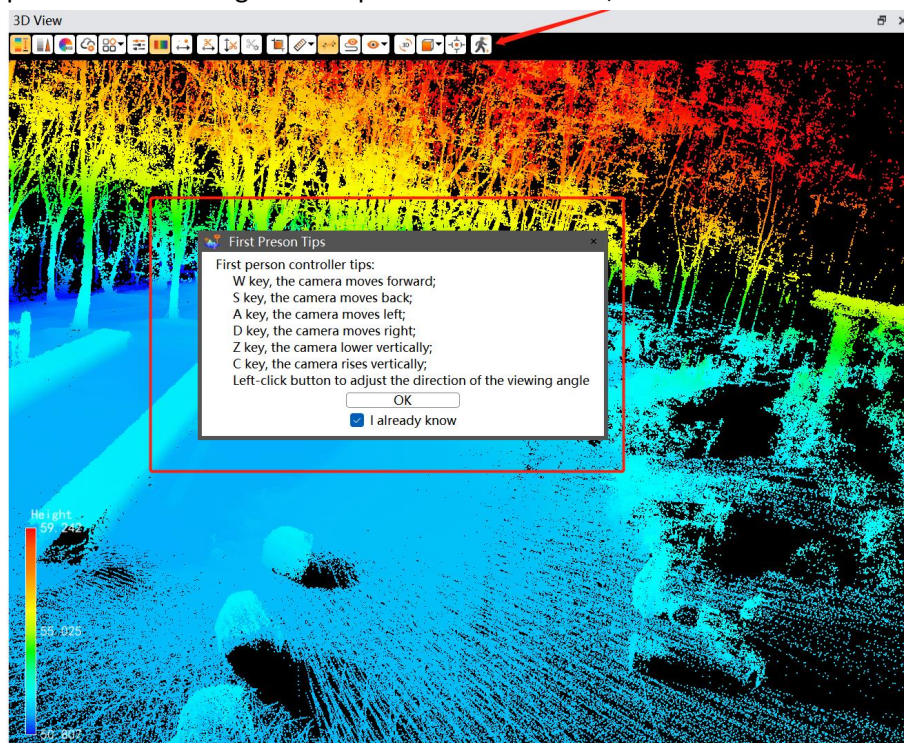 3D View
First Preson Tips
First person controller tips:
W key, the camera moves forward;
S key, the camera moves back;
A key, the camera moves left;
D key, the camera moves right;
Z key, the camera lower vertically;
C key, the camera rises vertically;
Left-click button to adjust the direction of the viewing angle
OK
I already know
Height
59.242
55.025
50.807